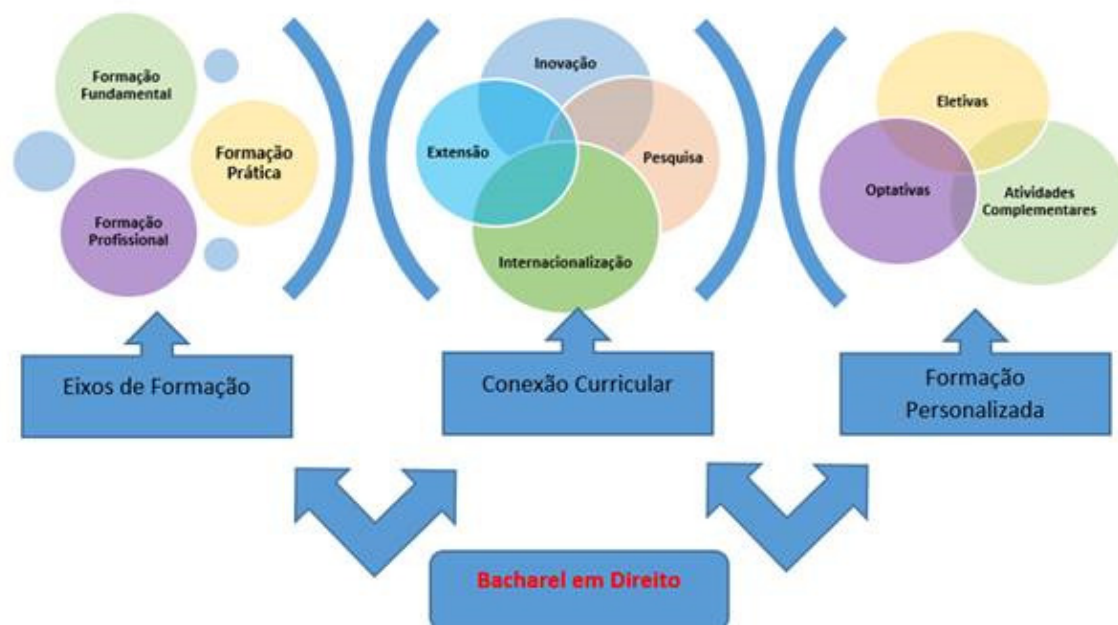 Formação
Fundamental
Formação
Prática
Formação
Profissional
Inovação
Extensão
Pesquisa
Internacionalização
Eletivas
Optativas
Atividades
Complementares
Eixos de Formação
Conexão Curricular
Formação
Personalizada
Bacharel em Direito